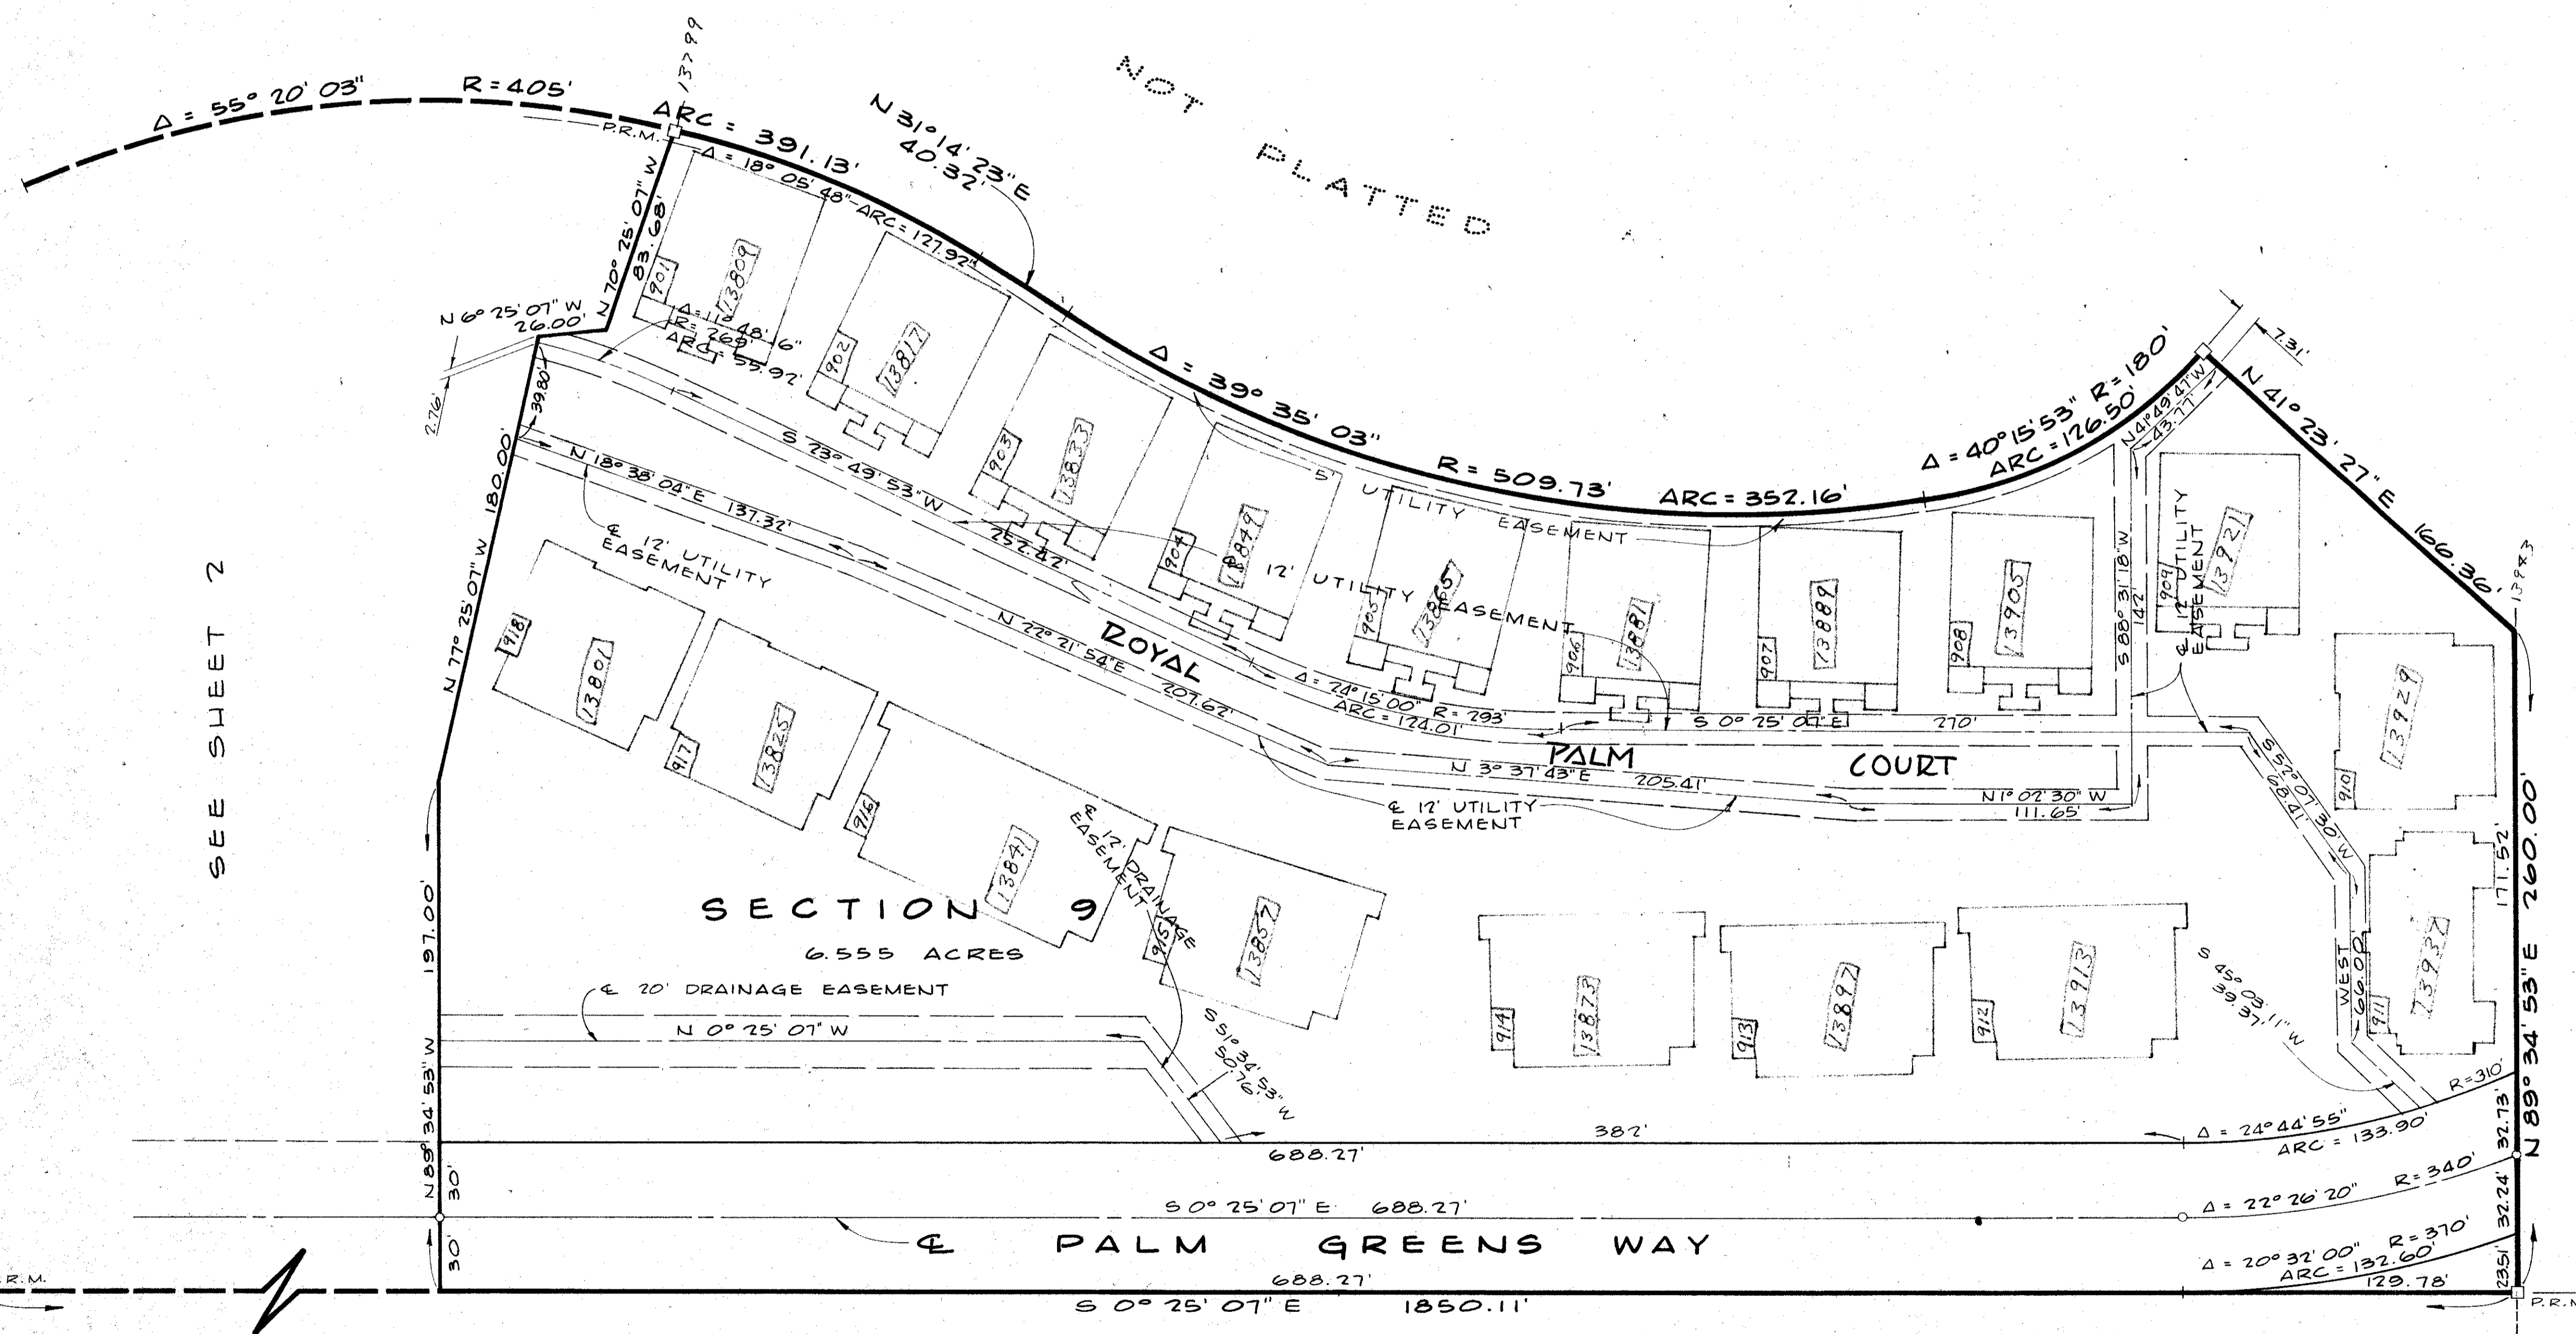 Δ = 55° 20' 03"
R = 405'
13799
P.R.M.
ARC = 391.13'
Δ = 18° 05' 48" ARC = 127.92"
N 31° 14' 23" E
40.32'
NOT
PLATTED
N 70° 25' 07" W
83.68'
N 6° 25' 07" W
26.00'
2.76'
39.80'
R = 269'
ARC = 55.92'
901
13809
902
13817
903
13833
904
13849
905
13865
906
13881
907
13889
908
13905
909
13921
Δ = 39° 35' 03"
R = 509.73'
ARC = 352.16'
5' UTILITY EASEMENT
Δ = 40° 15' 53" R = 180'
ARC = 126.50'
N 41° 49' 47" W
43.77'
7.31'
N 41° 23' 27" E
166.36'
13943
S 88° 31' 18" W
142'
℄ 12' UTILITY
EASEMENT
SEE SHEET 2
N 77° 25' 07" W
180.00'
N 18° 38' 04" E
137.32'
S 23° 49' 53" W
252.42'
℄ 12' UTILITY
EASEMENT
12' UTILITY EASEMENT
ROYAL
PALM
COURT
N 22° 21' 54" E
207.62'
Δ = 24° 15' 00" R = 293'
ARC = 124.01'
S 0° 25' 07" E
270'
N 3° 37' 43" E
205.41'
N 1° 02' 30" W
111.65'
℄ 12' UTILITY
EASEMENT
S 52° 07' 30" W
68.41'
910
13929
911
13937
912
13913
913
13897
914
13873
915
13857
916
13841
917
13825
918
13801
171.52'
N 89° 34' 53" E 260.00'
WEST
66.00'
S 45° 03' 11" W
39.37'
℄ 12' DRAINAGE
EASEMENT
SECTION 9
6.555 ACRES
℄ 20' DRAINAGE EASEMENT
N 0° 25' 07" W
S 51° 34' 53" W
50.76'
197.00'
N 89° 34' 53" W
30'
30'
382'
688.27'
Δ = 24° 44' 55"
ARC = 133.90'
R = 310
32.73'
S 0° 25' 07" E 688.27'
Δ = 22° 26' 20"
R = 340'
32.24'
℄ PALM GREENS WAY
Δ = 20° 32' 00" R = 370'
ARC = 132.60'
129.78'
23.51'
688.27'
S 0° 25' 07" E 1850.11'
R.M.
P.R.M